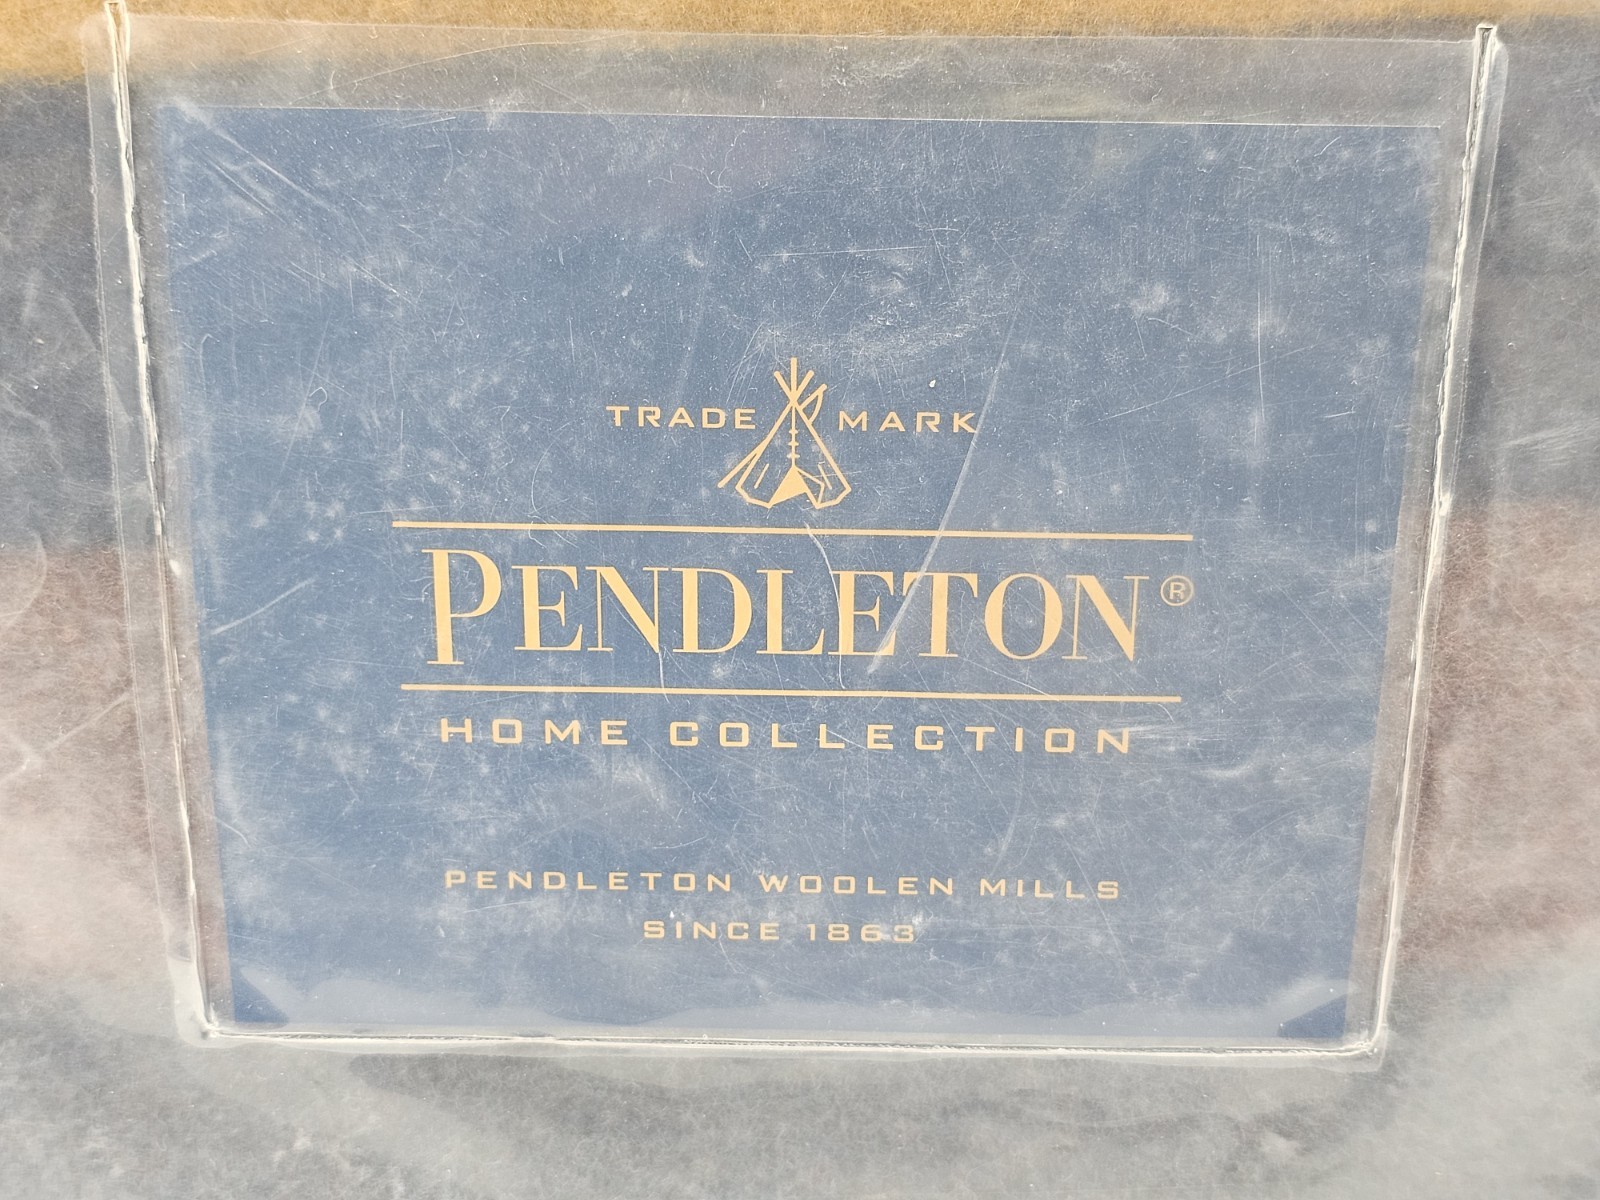 TRADE MARK
PENDLETON®
HOME COLLECTION
PENDLETON WOOLEN MILLS
SINCE 1863